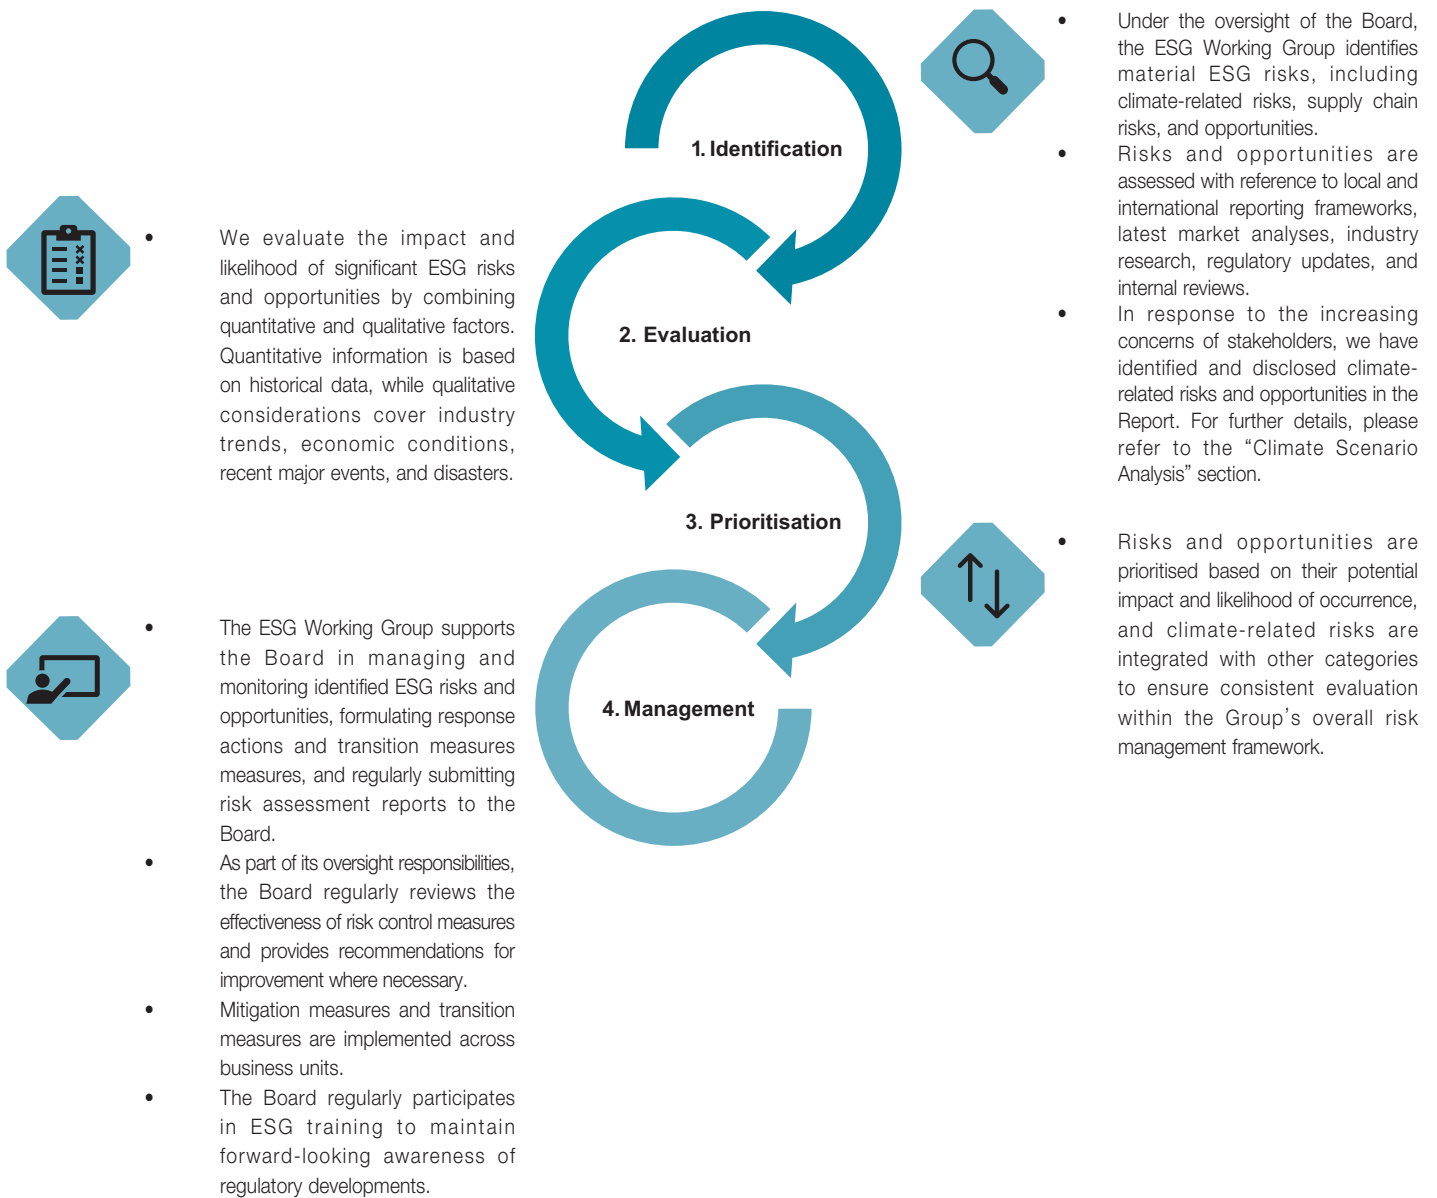 1. Identification
• Under the oversight of the Board,
the ESG Working Group identifies
material ESG risks, including
climate-related risks, supply chain
risks, and opportunities.
• Risks and opportunities are
assessed with reference to local and
international reporting frameworks,
latest market analyses, industry
research, regulatory updates, and
internal reviews.
• In response to the increasing
concerns of stakeholders, we have
identified and disclosed climate-
related risks and opportunities in the
Report. For further details, please
refer to the “Climate Scenario
Analysis” section.
2. Evaluation
• We evaluate the impact and
likelihood of significant ESG risks
and opportunities by combining
quantitative and qualitative factors.
Quantitative information is based
on historical data, while qualitative
considerations cover industry
trends, economic conditions,
recent major events, and disasters.
3. Prioritisation
• Risks and opportunities are
prioritised based on their potential
impact and likelihood of occurrence,
and climate-related risks are
integrated with other categories
to ensure consistent evaluation
within the Group’s overall risk
management framework.
4. Management
• The ESG Working Group supports
the Board in managing and
monitoring identified ESG risks and
opportunities, formulating response
actions and transition measures
measures, and regularly submitting
risk assessment reports to the
Board.
• As part of its oversight responsibilities,
the Board regularly reviews the
effectiveness of risk control measures
and provides recommendations for
improvement where necessary.
• Mitigation measures and transition
measures are implemented across
business units.
• The Board regularly participates
in ESG training to maintain
forward-looking awareness of
regulatory developments.